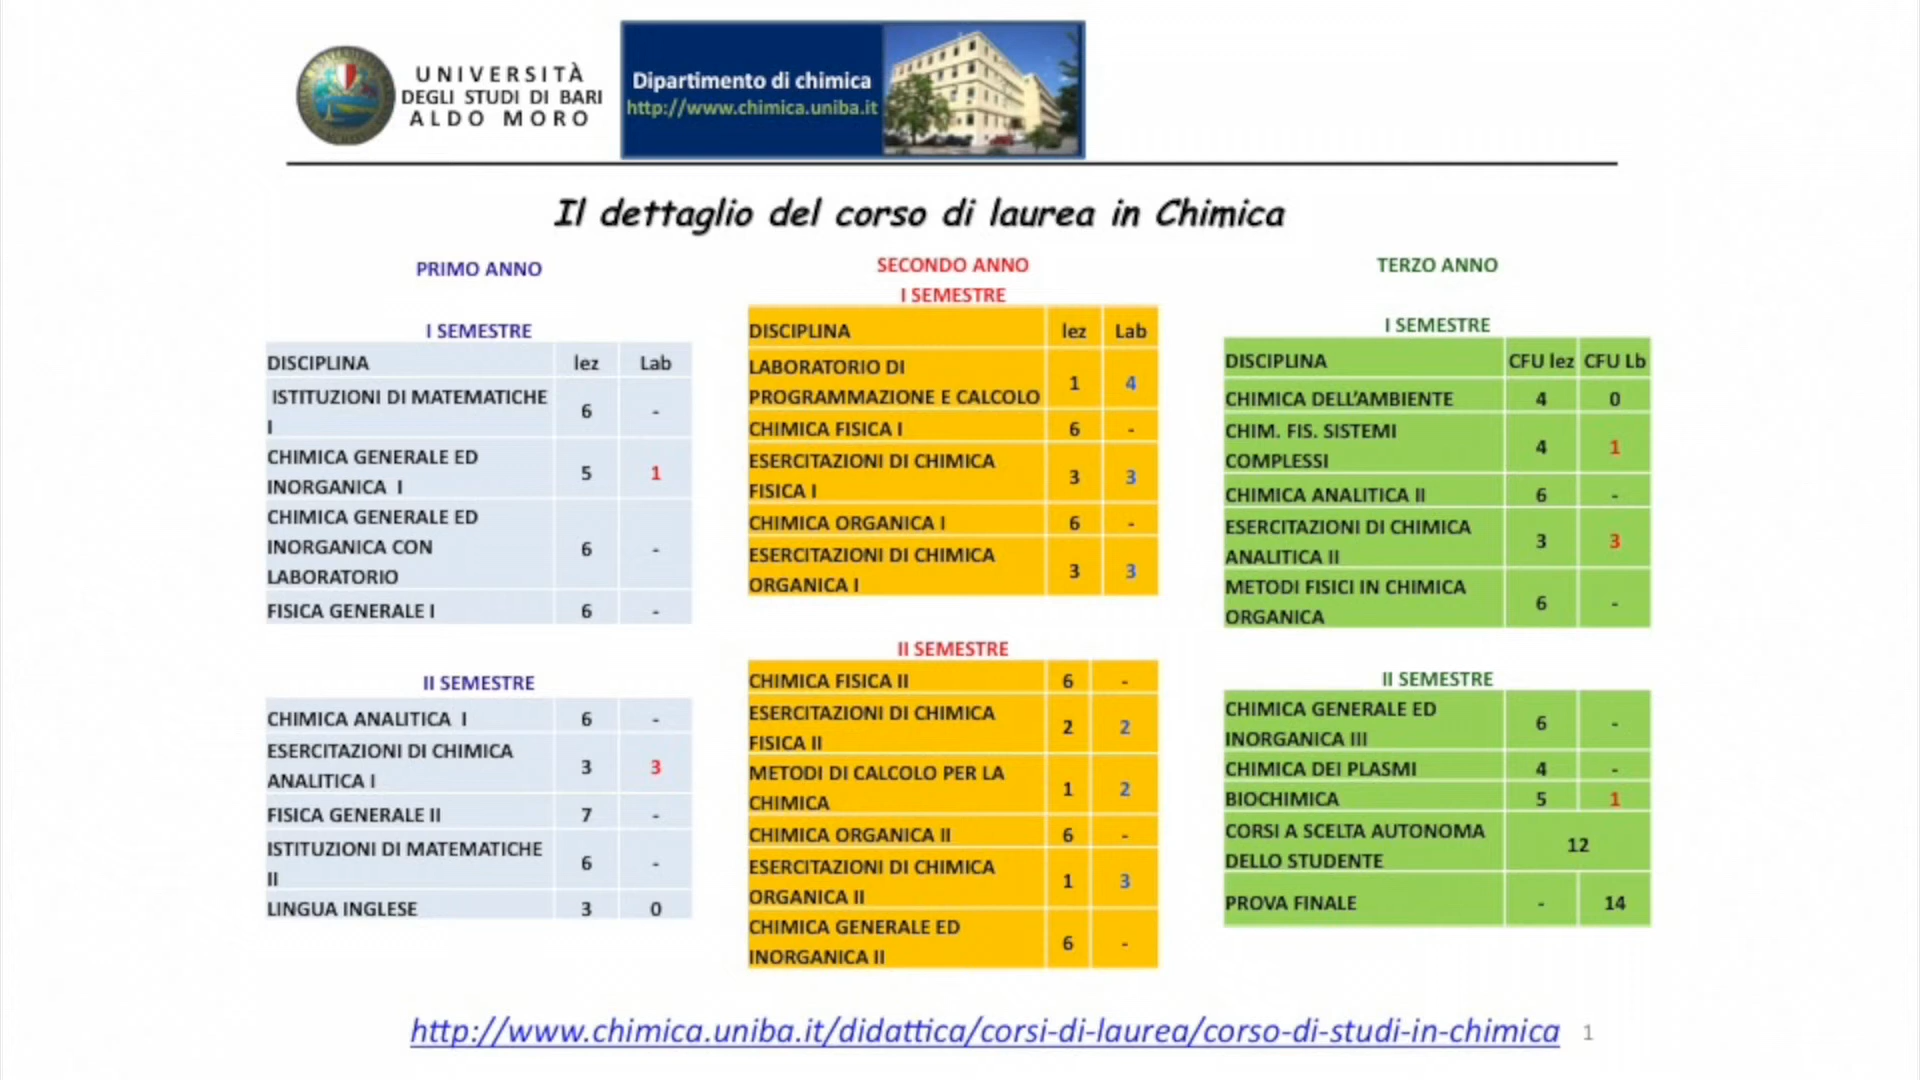 UNIVERSITÀ
DEGLI STUDI DI BARI
ALDO MORO
Dipartimento di chimica
http://www.chimica.uniba.it
Il dettaglio del corso di laurea in Chimica
PRIMO ANNO
I SEMESTRE
DISCIPLINA lez Lab
ISTITUZIONI DI MATEMATICHE
I 6 -
CHIMICA GENERALE ED
INORGANICA I 5 1
CHIMICA GENERALE ED
INORGANICA CON 6 -
LABORATORIO
FISICA GENERALE I 6 -
II SEMESTRE
CHIMICA ANALITICA I 6 -
ESERCITAZIONI DI CHIMICA
ANALITICA I 3 3
FISICA GENERALE II 7 -
ISTITUZIONI DI MATEMATICHE
II 6 -
LINGUA INGLESE 3 0
SECONDO ANNO
I SEMESTRE
DISCIPLINA lez Lab
LABORATORIO DI
PROGRAMMAZIONE E CALCOLO 1 4
CHIMICA FISICA I 6 -
ESERCITAZIONI DI CHIMICA
FISICA I 3 3
CHIMICA ORGANICA I 6 -
ESERCITAZIONI DI CHIMICA
ORGANICA I 3 3
II SEMESTRE
CHIMICA FISICA II 6 -
ESERCITAZIONI DI CHIMICA
FISICA II 2 2
METODI DI CALCOLO PER LA
CHIMICA 1 2
CHIMICA ORGANICA II 6 -
ESERCITAZIONI DI CHIMICA
ORGANICA II 1 3
CHIMICA GENERALE ED
INORGANICA II 6 -
TERZO ANNO
I SEMESTRE
DISCIPLINA CFU lez CFU Lb
CHIMICA DELL'AMBIENTE 4 0
CHIM. FIS. SISTEMI
COMPLESSI 4 1
CHIMICA ANALITICA II 6 -
ESERCITAZIONI DI CHIMICA
ANALITICA II 3 3
METODI FISICI IN CHIMICA
ORGANICA 6 -
II SEMESTRE
CHIMICA GENERALE ED
INORGANICA III 6 -
CHIMICA DEI PLASMI 4 -
BIOCHIMICA 5 1
CORSI A SCELTA AUTONOMA
DELLO STUDENTE 12
PROVA FINALE - 14
http://www.chimica.uniba.it/didattica/corsi-di-laurea/corso-di-studi-in-chimica 1